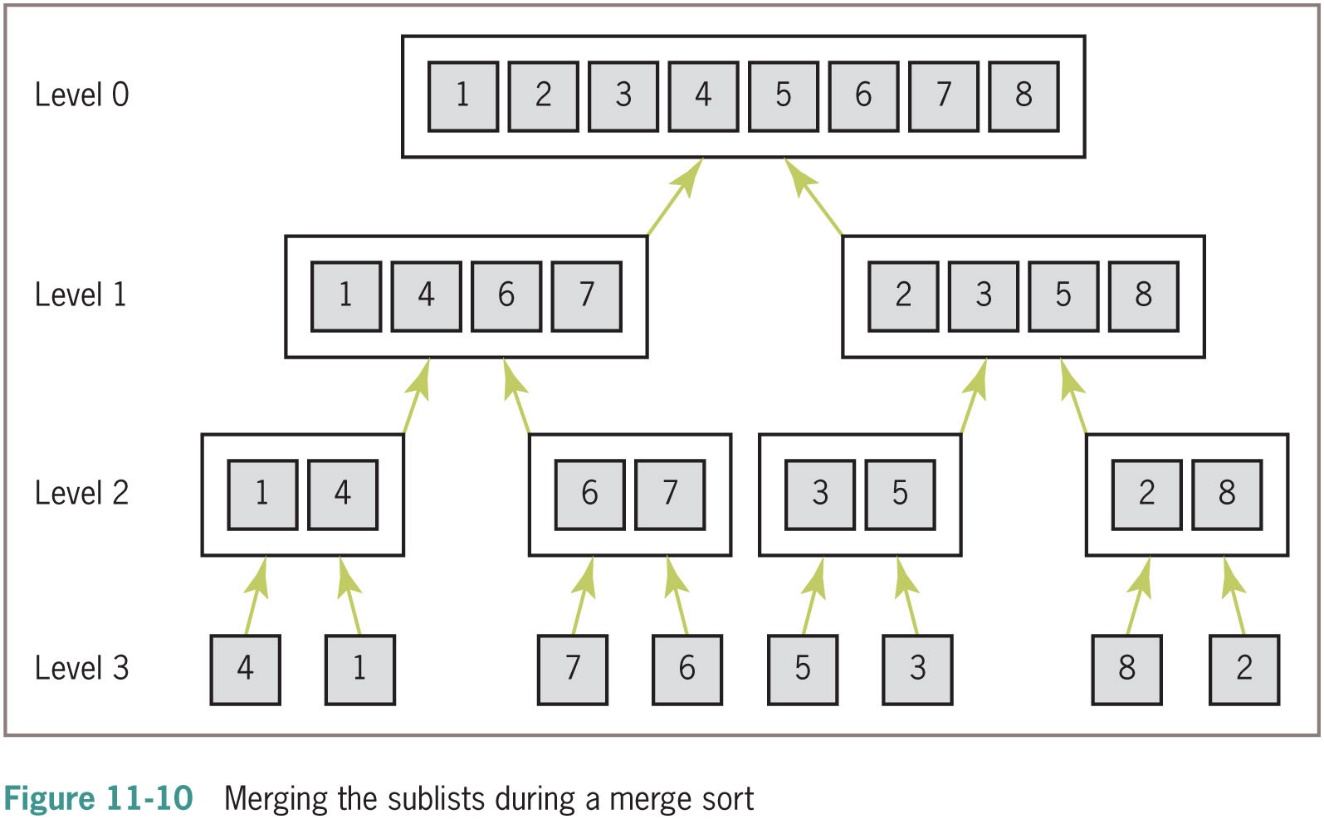 Level 0 1 2 3 4 5 6 7 8
Level 1 1 4 6 7 2 3 5 8
Level 2 1 4 6 7 3 5 2 8
Level 3 4 1 7 6 5 3 8 2
Figure 11-10 Merging the sublists during a merge sort